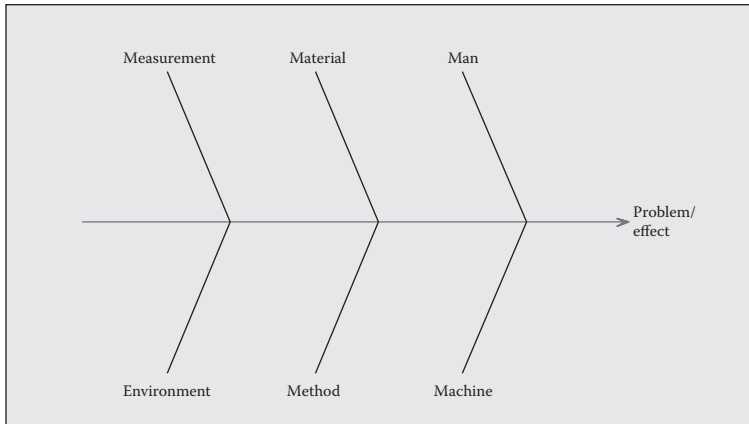 Measurement
Material
Man
Problem/
effect
Environment
Method
Machine